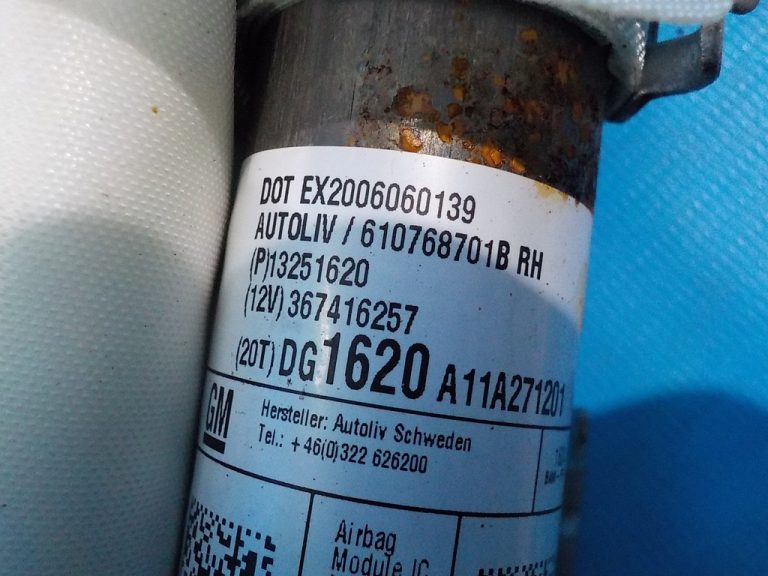 DOT EX2006060139
AUTOLIV / 610768701B RH
(P)13251620
(12V) 367416257
(20T) DG1620 A11A271201
GM
Hersteller: Autoliv Schweden
Tel.: +46(0)322 626200
Airbag
Module IC